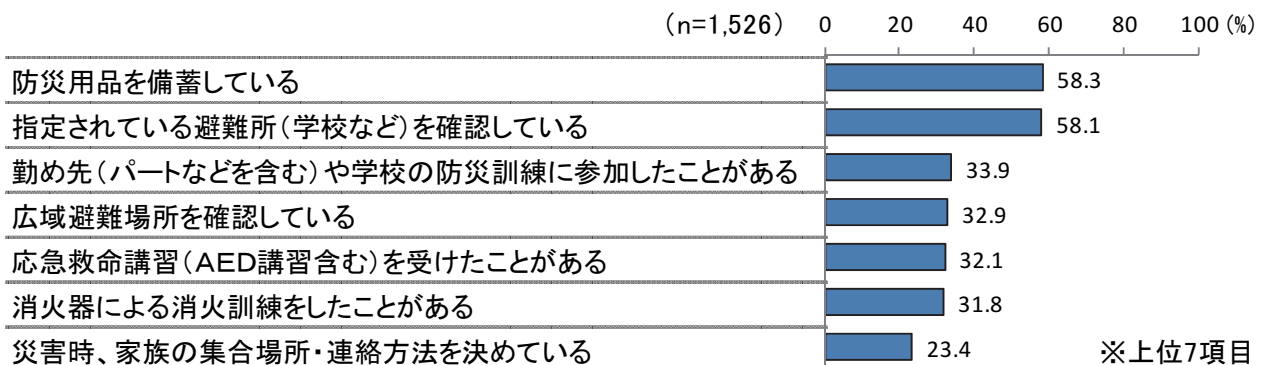 （n=1,526） 0 20 40 60 80 100 (%)
防災用品を備蓄している 58.3
指定されている避難所（学校など）を確認している 58.1
勤め先（パートなどを含む）や学校の防災訓練に参加したことがある 33.9
広域避難場所を確認している 32.9
応急救命講習（ＡＥＤ講習含む）を受けたことがある 32.1
消火器による消火訓練をしたことがある 31.8
災害時、家族の集合場所・連絡方法を決めている 23.4 ※上位7項目